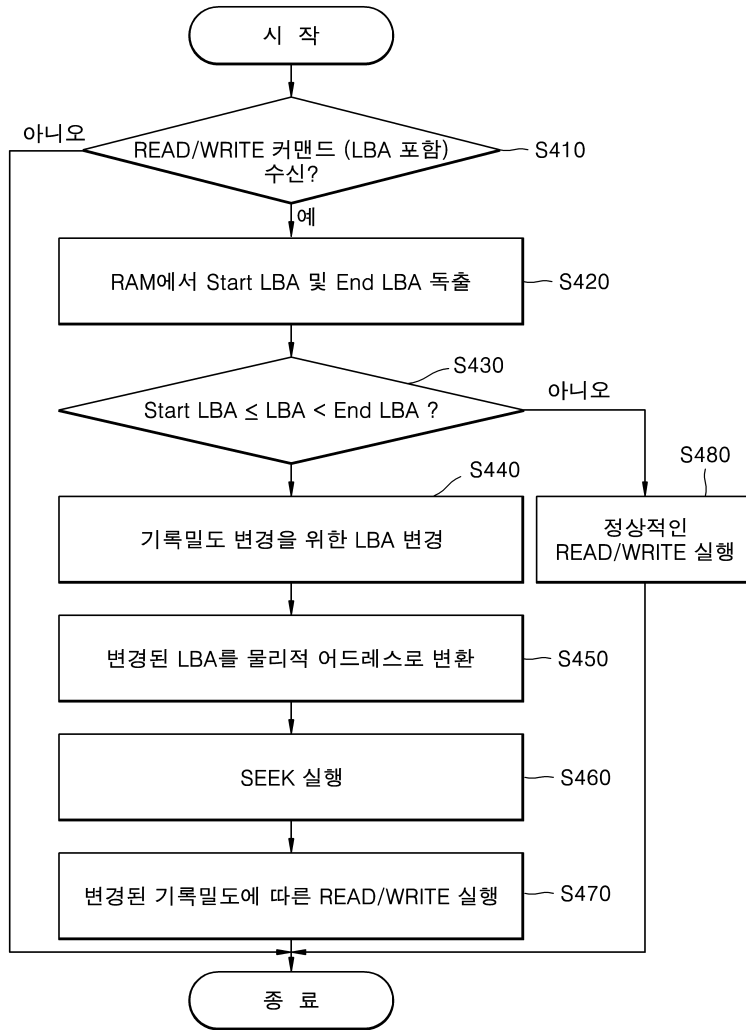 시 작
아니오
READ/WRITE 커맨드 (LBA 포함)
수신?
S410
예
RAM에서 Start LBA 및 End LBA 독출
S420
S430
Start LBA ≤ LBA < End LBA ?
아니오
S440
S480
기록밀도 변경을 위한 LBA 변경
정상적인
READ/WRITE 실행
변경된 LBA를 물리적 어드레스로 변환
S450
SEEK 실행
S460
변경된 기록밀도에 따른 READ/WRITE 실행
S470
종 료